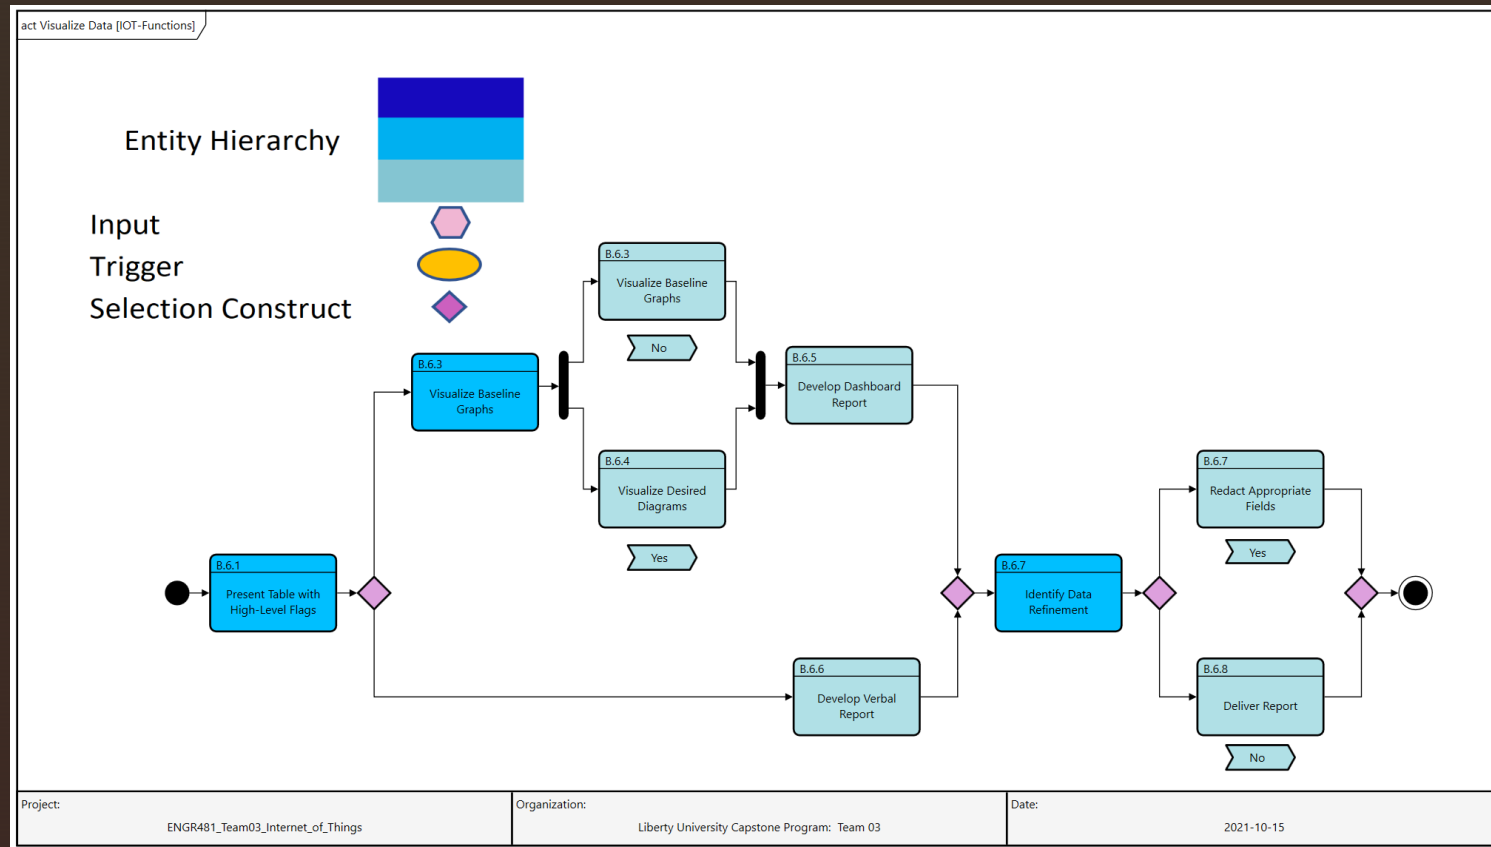 act Visualize Data [IOT-Functions]
Entity Hierarchy
Input
Trigger
Selection Construct
B.6.3
Visualize Baseline
Graphs
No
B.6.3
Visualize Baseline
Graphs
B.6.5
Develop Dashboard
Report
B.6.4
Visualize Desired
Diagrams
Yes
B.6.7
Redact Appropriate
Fields
Yes
B.6.1
Present Table with
High-Level Flags
B.6.7
Identify Data
Refinement
B.6.6
Develop Verbal
Report
B.6.8
Deliver Report
No
Project:
ENGR481_Team03_Internet_of_Things
Organization:
Liberty University Capstone Program: Team 03
Date:
2021-10-15